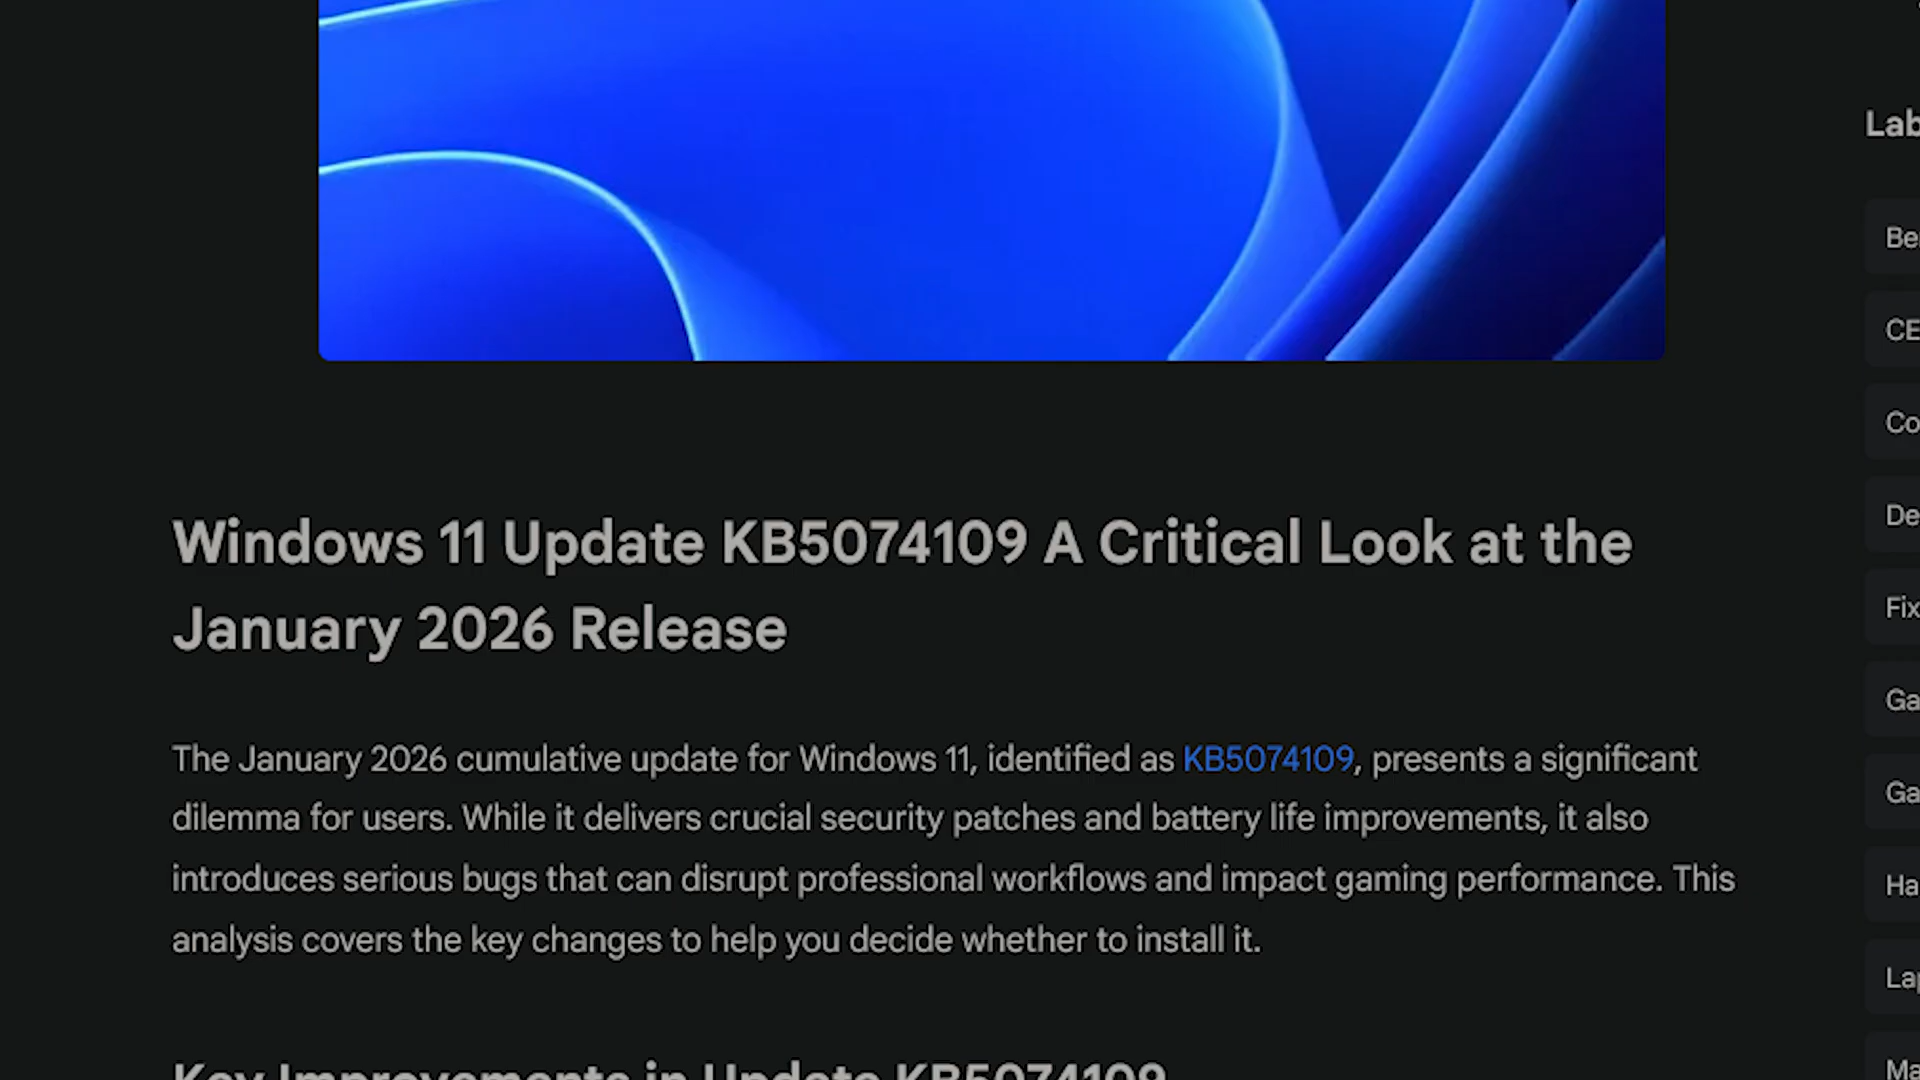 Lab
Be
CE
Co
De
Fix
Ga
Ga
Ha
La
Ma
Windows 11 Update KB5074109 A Critical Look at the
January 2026 Release
The January 2026 cumulative update for Windows 11, identified as KB5074109, presents a significant
dilemma for users. While it delivers crucial security patches and battery life improvements, it also
introduces serious bugs that can disrupt professional workflows and impact gaming performance. This
analysis covers the key changes to help you decide whether to install it.
Key Improvements in Update KB5074109